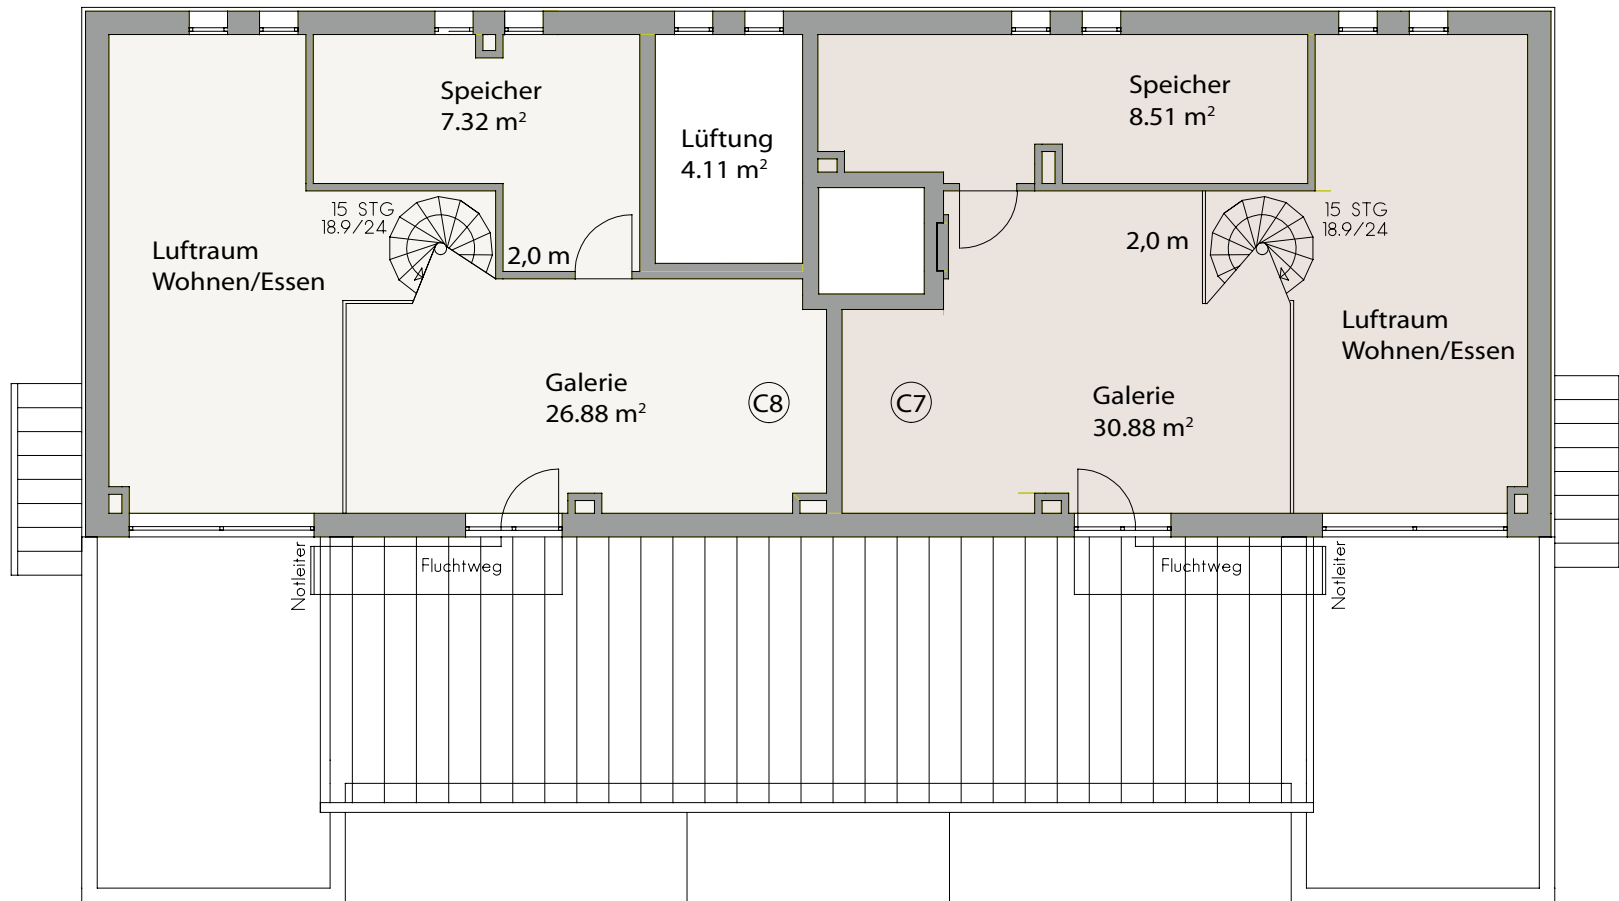 Speicher
7.32 m²
Lüftung
4.11 m²
Speicher
8.51 m²
15 STG
18.9/24
2,0 m
Luftraum
Wohnen/Essen
2,0 m
15 STG
18.9/24
Luftraum
Wohnen/Essen
Galerie
26.88 m²
C8
C7
Galerie
30.88 m²
Notleiter
Fluchtweg
Fluchtweg
Notleiter